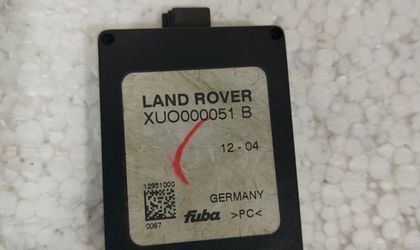 LAND ROVER
XUO000051 B
12 - 04
12951000
GERMANY
0067
fuba >PC<